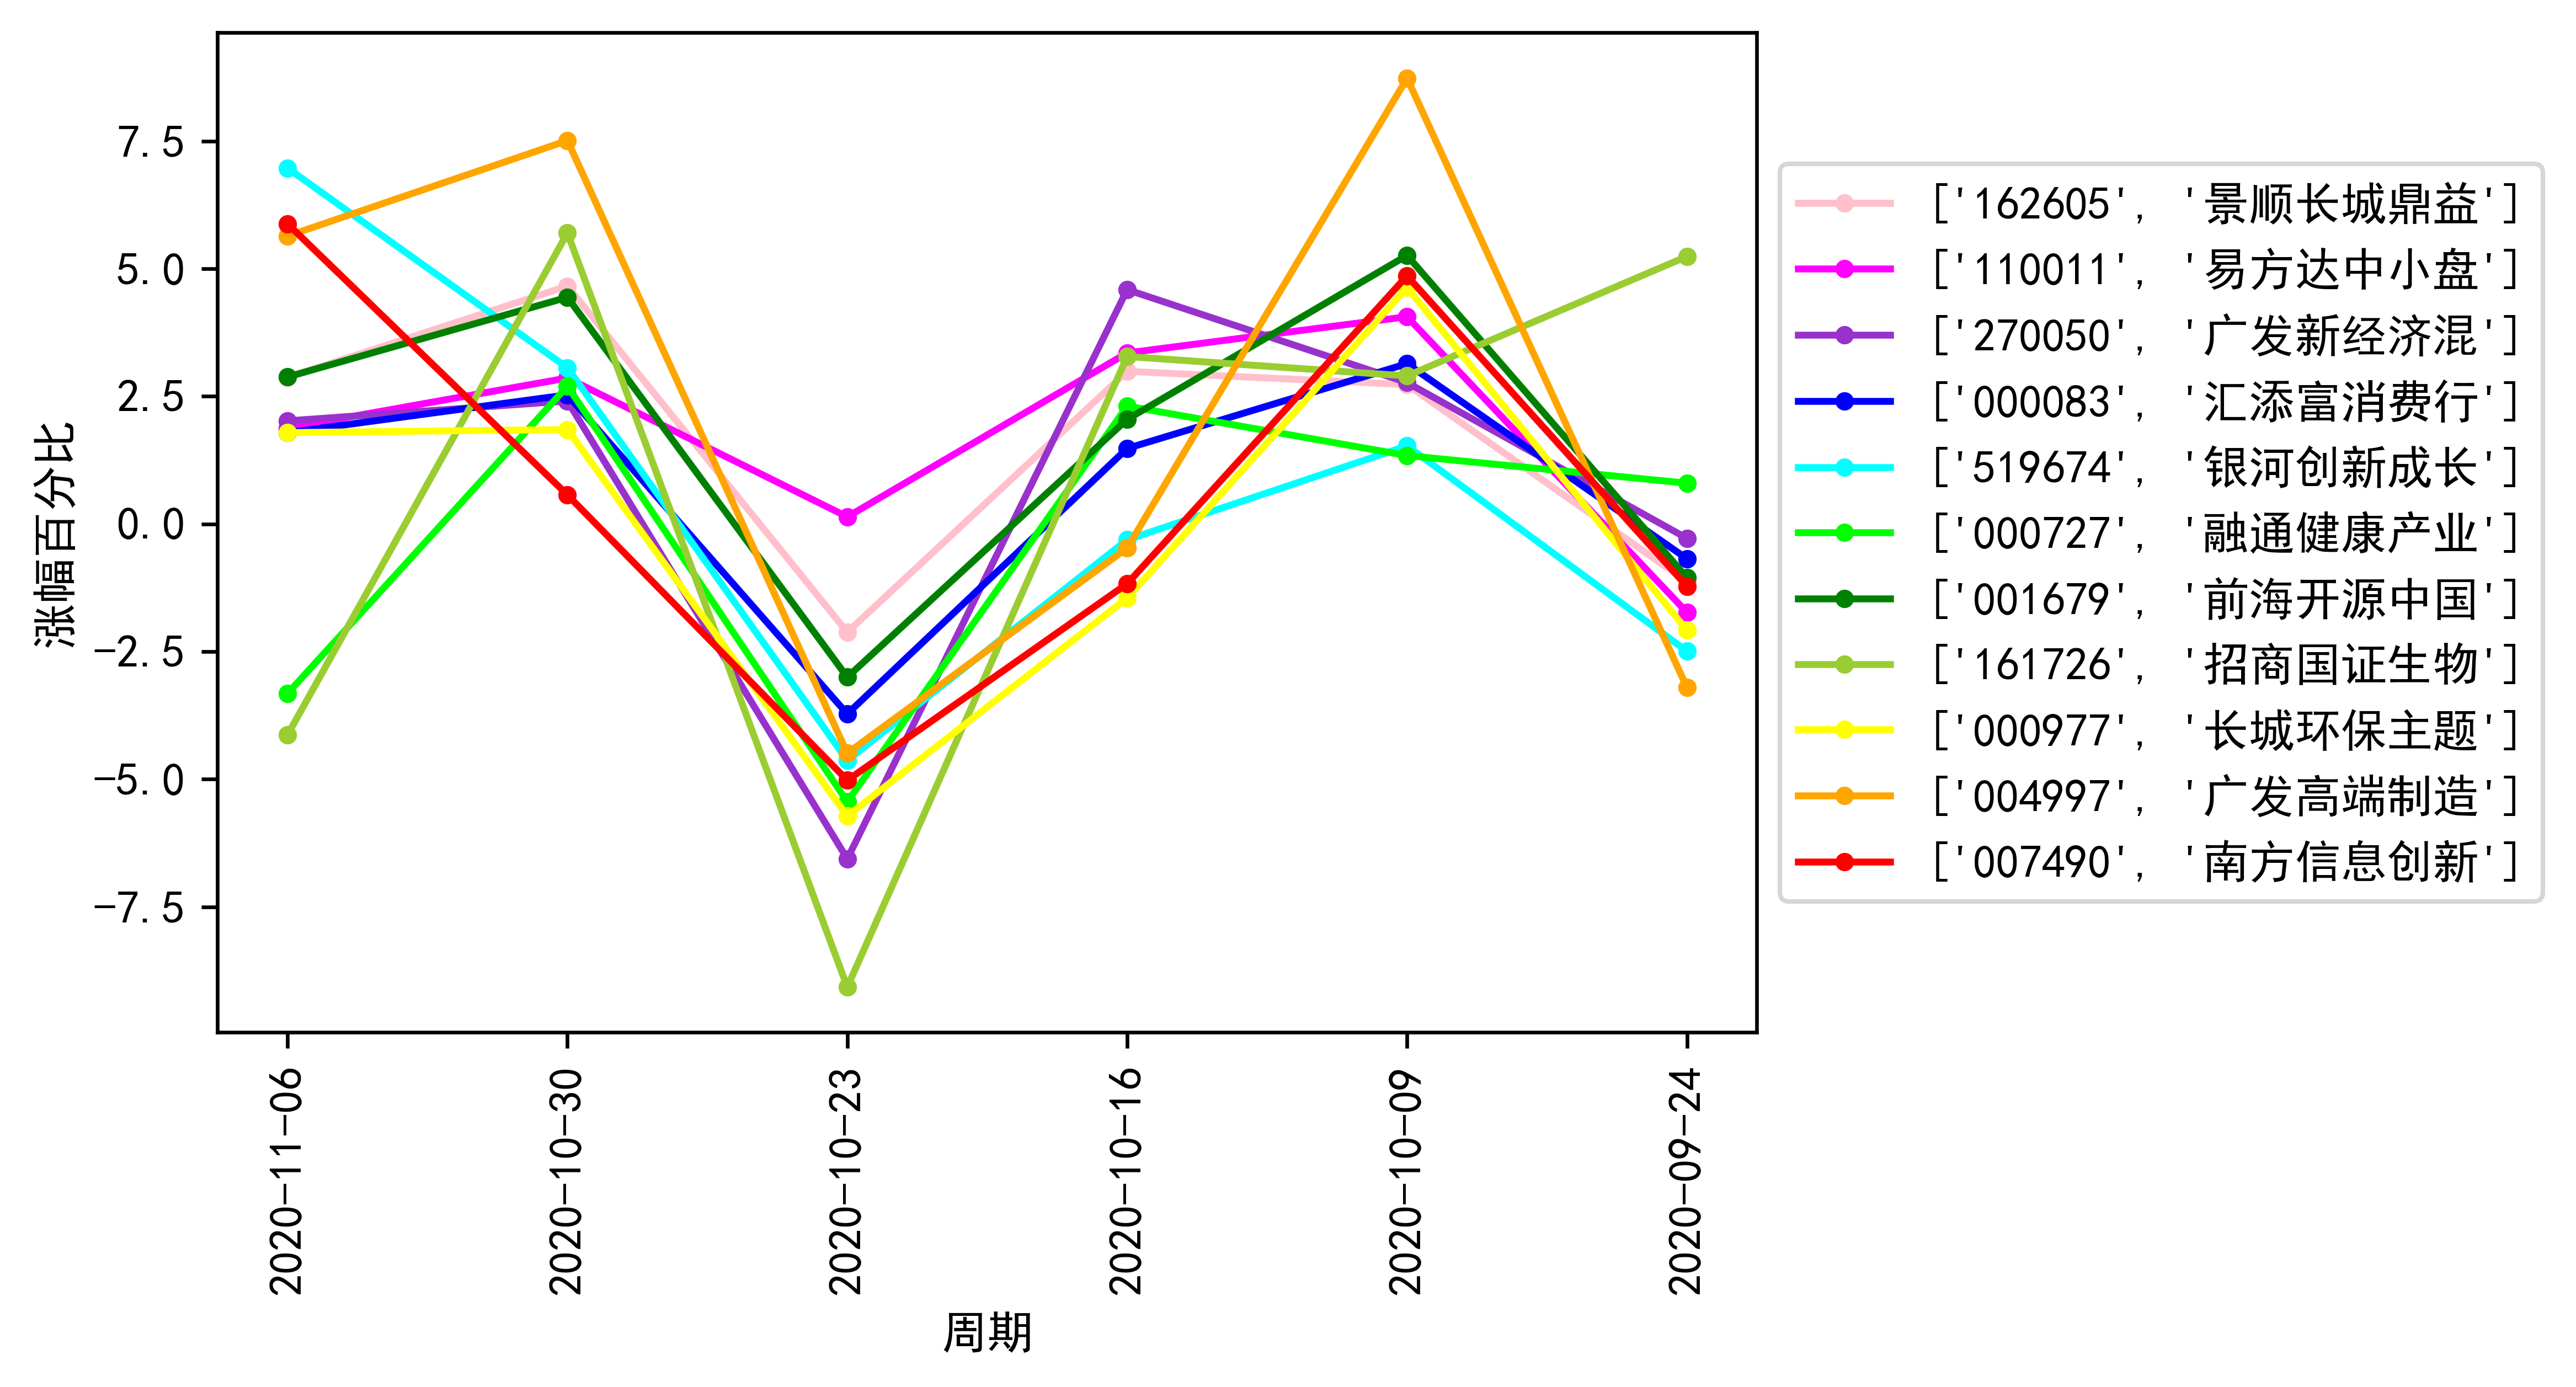 7.5
5.0
2.5
0.0
−2.5
−5.0
−7.5
涨幅百分比
2020-11-06
2020-10-30
2020-10-23
2020-10-16
2020-10-09
2020-09-24
周期
['162605', '景顺长城鼎益']
['110011', '易方达中小盘']
['270050', '广发新经济混']
['000083', '汇添富消费行']
['519674', '银河创新成长']
['000727', '融通健康产业']
['001679', '前海开源中国']
['161726', '招商国证生物']
['000977', '长城环保主题']
['004997', '广发高端制造']
['007490', '南方信息创新']